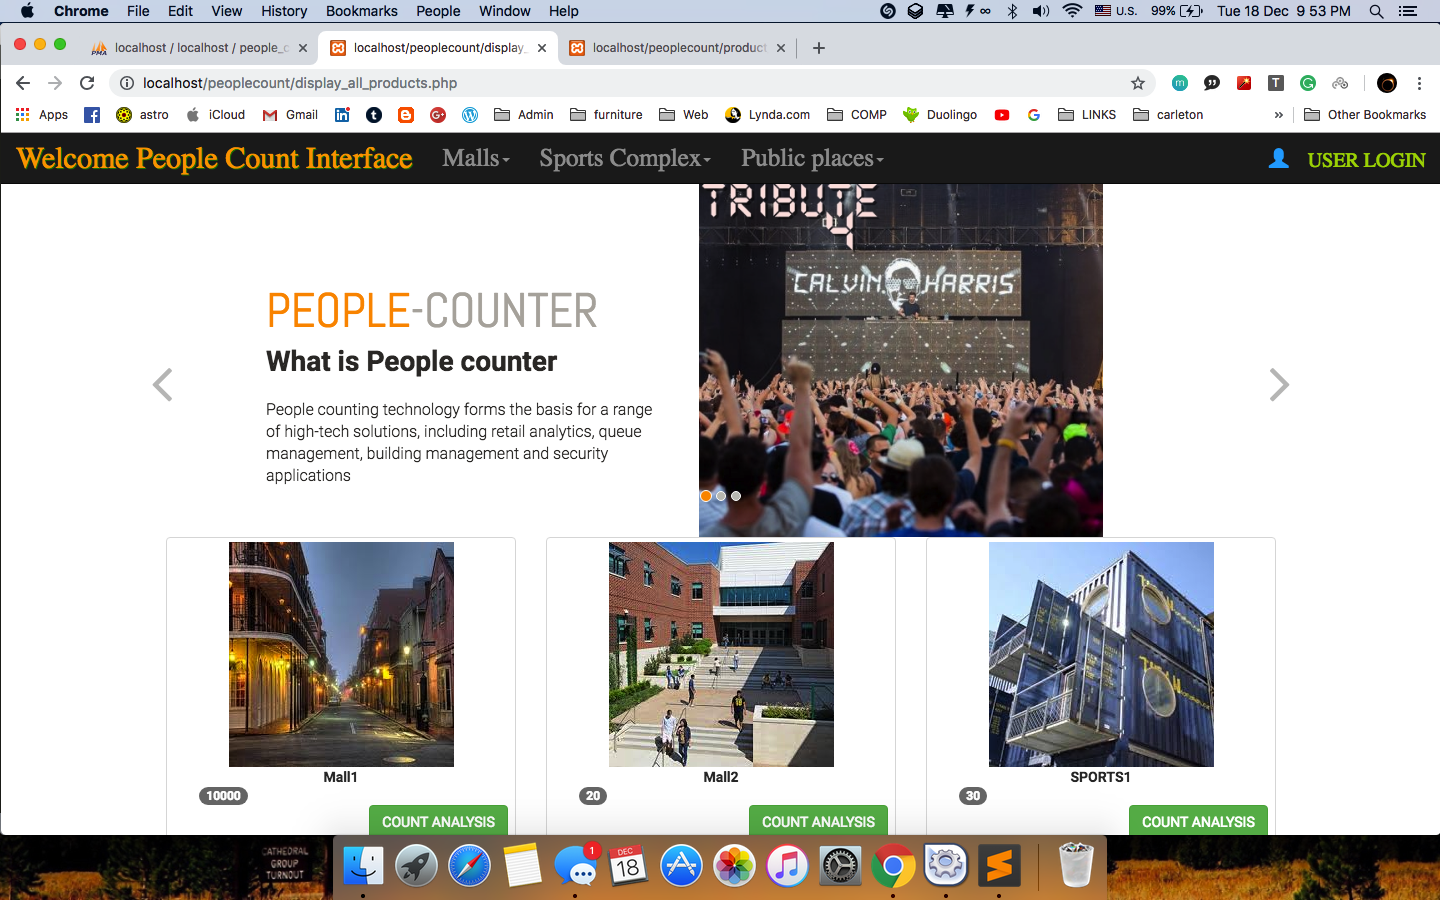 Chrome File Edit View History Bookmarks People Window Help U.S. 99% Tue 18 Dec 9 53 PM
localhost / localhost / people_c localhost/peoplecount/display_ localhost/peoplecount/product
localhost/peoplecount/display_all_products.php
Apps astro iCloud Gmail Admin furniture Web Lynda.com COMP Duolingo LINKS carleton » Other Bookmarks
Welcome People Count Interface Malls Sports Complex Public places USER LOGIN
TRIBUTE
4
CALVIN HARRIS
PEOPLE-COUNTER
What is People counter
People counting technology forms the basis for a range
of high-tech solutions, including retail analytics, queue
management, building management and security
applications
Mall1 Mall2 SPORTS1
10000 20 30
COUNT ANALYSIS COUNT ANALYSIS COUNT ANALYSIS
CATHEDRAL
GROUP
TURNOUT
1
DEC
18